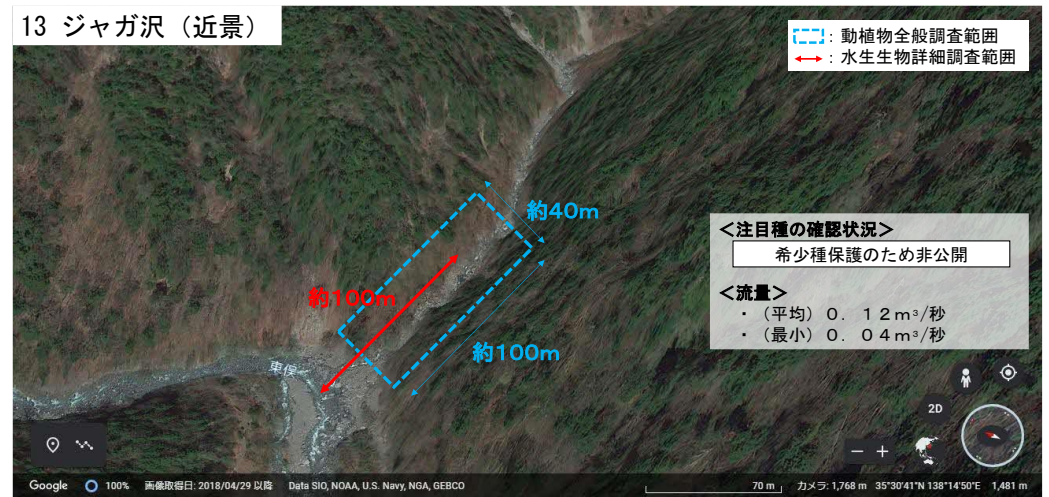 13 ジャガ沢（近景）
：動植物全般調査範囲
：水生生物詳細調査範囲
約40m
＜注目種の確認状況＞
希少種保護のため非公開
＜流量＞
・（平均）０．１２ｍ³/秒
・（最小）０．０４ｍ³/秒
約100m
約100m
車俣
2D
Google 100% 画像取得日: 2018/04/29 以降 Data SIO, NOAA, U.S. Navy, NGA, GEBCO 70 m カメラ: 1,768 m 35°30'41"N 138°14'50"E 1,481 m